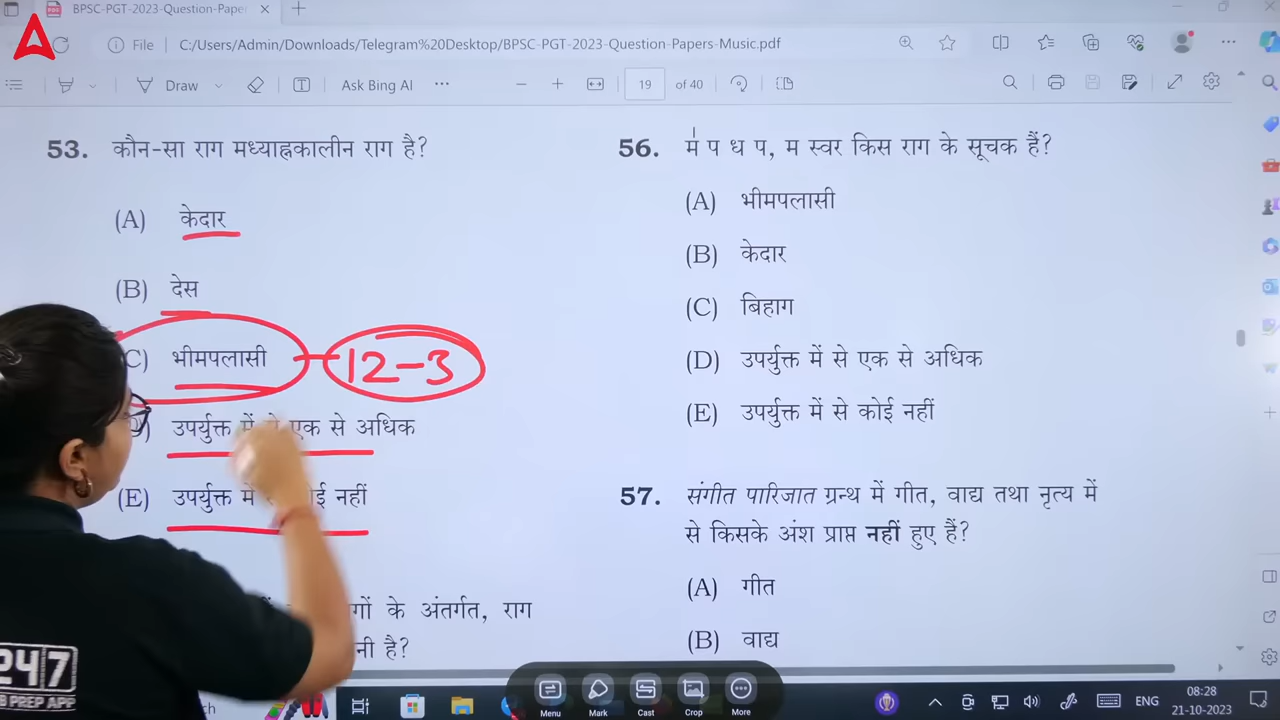 BPSC-PGT-2023-Question-Paper
File
C:/Users/Admin/Downloads/Telegram%20Desktop/BPSC-PGT-2023-Question-Papers-Music.pdf
Draw
Ask Bing AI
19 of 40
53. कौन-सा राग मध्याह्नकालीन राग है?
(A) केदार
(B) देस
C) भीमपलासी
12-3
उपर्युक्त में से एक से अधिक
(E) उपर्युक्त में कोई नहीं
के अंतर्गत, राग
है?
56. म॑ प ध प, म स्वर किस राग के सूचक हैं?
(A) भीमपलासी
(B) केदार
(C) बिहाग
(D) उपर्युक्त में से एक से अधिक
(E) उपर्युक्त में से कोई नहीं
57. संगीत पारिजात ग्रन्थ में गीत, वाद्य तथा नृत्य में
से किसके अंश प्राप्त नहीं हुए हैं?
(A) गीत
(B) वाद्य
247
PREP APP
Menu
Mark
Cast
Crop
More
ENG
08:28
21-10-2023